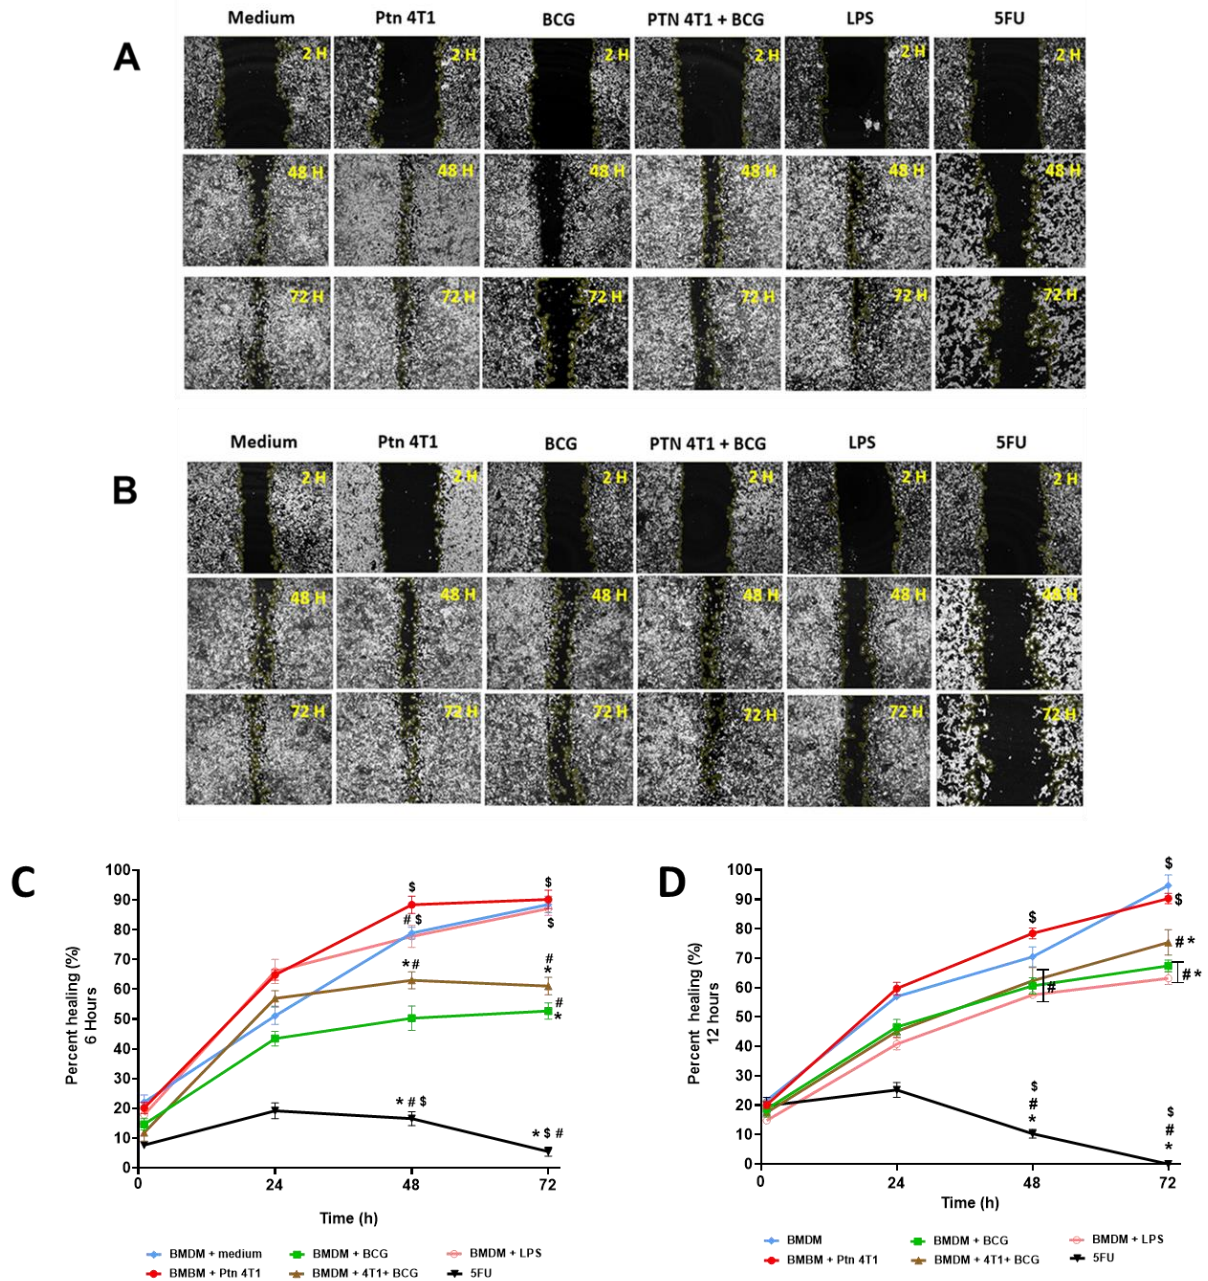 A
Medium Ptn 4T1 BCG PTN 4T1 + BCG LPS 5FU
2 H 2 H 2 H 2 H 2 H 2 H
48 H 48 H 48 H 48 H 48 H 48 H
72 H 72 H 72 H 72 H 72 H 72 H
B
Medium Ptn 4T1 BCG PTN 4T1 + BCG LPS 5FU
2 H 2 H 2 H 2 H 2 H 2 H
48 H 48 H 48 H 48 H 48 H 48 H
72 H 72 H 72 H 72 H 72 H 72 H
C
Percent healing (%)
6 Hours
100
90
80
70
60
50
40
30
20
10
0
$
$
# $
$
* #
#
*
#
*
* # $
* $ #
0 24 48 72
Time (h)
BMDM + medium BMDM + BCG BMDM + LPS
BMBM + Ptn 4T1 BMDM + 4T1+ BCG 5FU
D
Percent healing (%)
12 hours
100
90
80
70
60
50
40
30
20
10
0
$
$
$
# *
# *
#
$
#
*
$
#
*
0 24 48 72
Time (h)
BMDM BMDM + BCG BMDM + LPS
BMBM + Ptn 4T1 BMDM + 4T1+ BCG 5FU